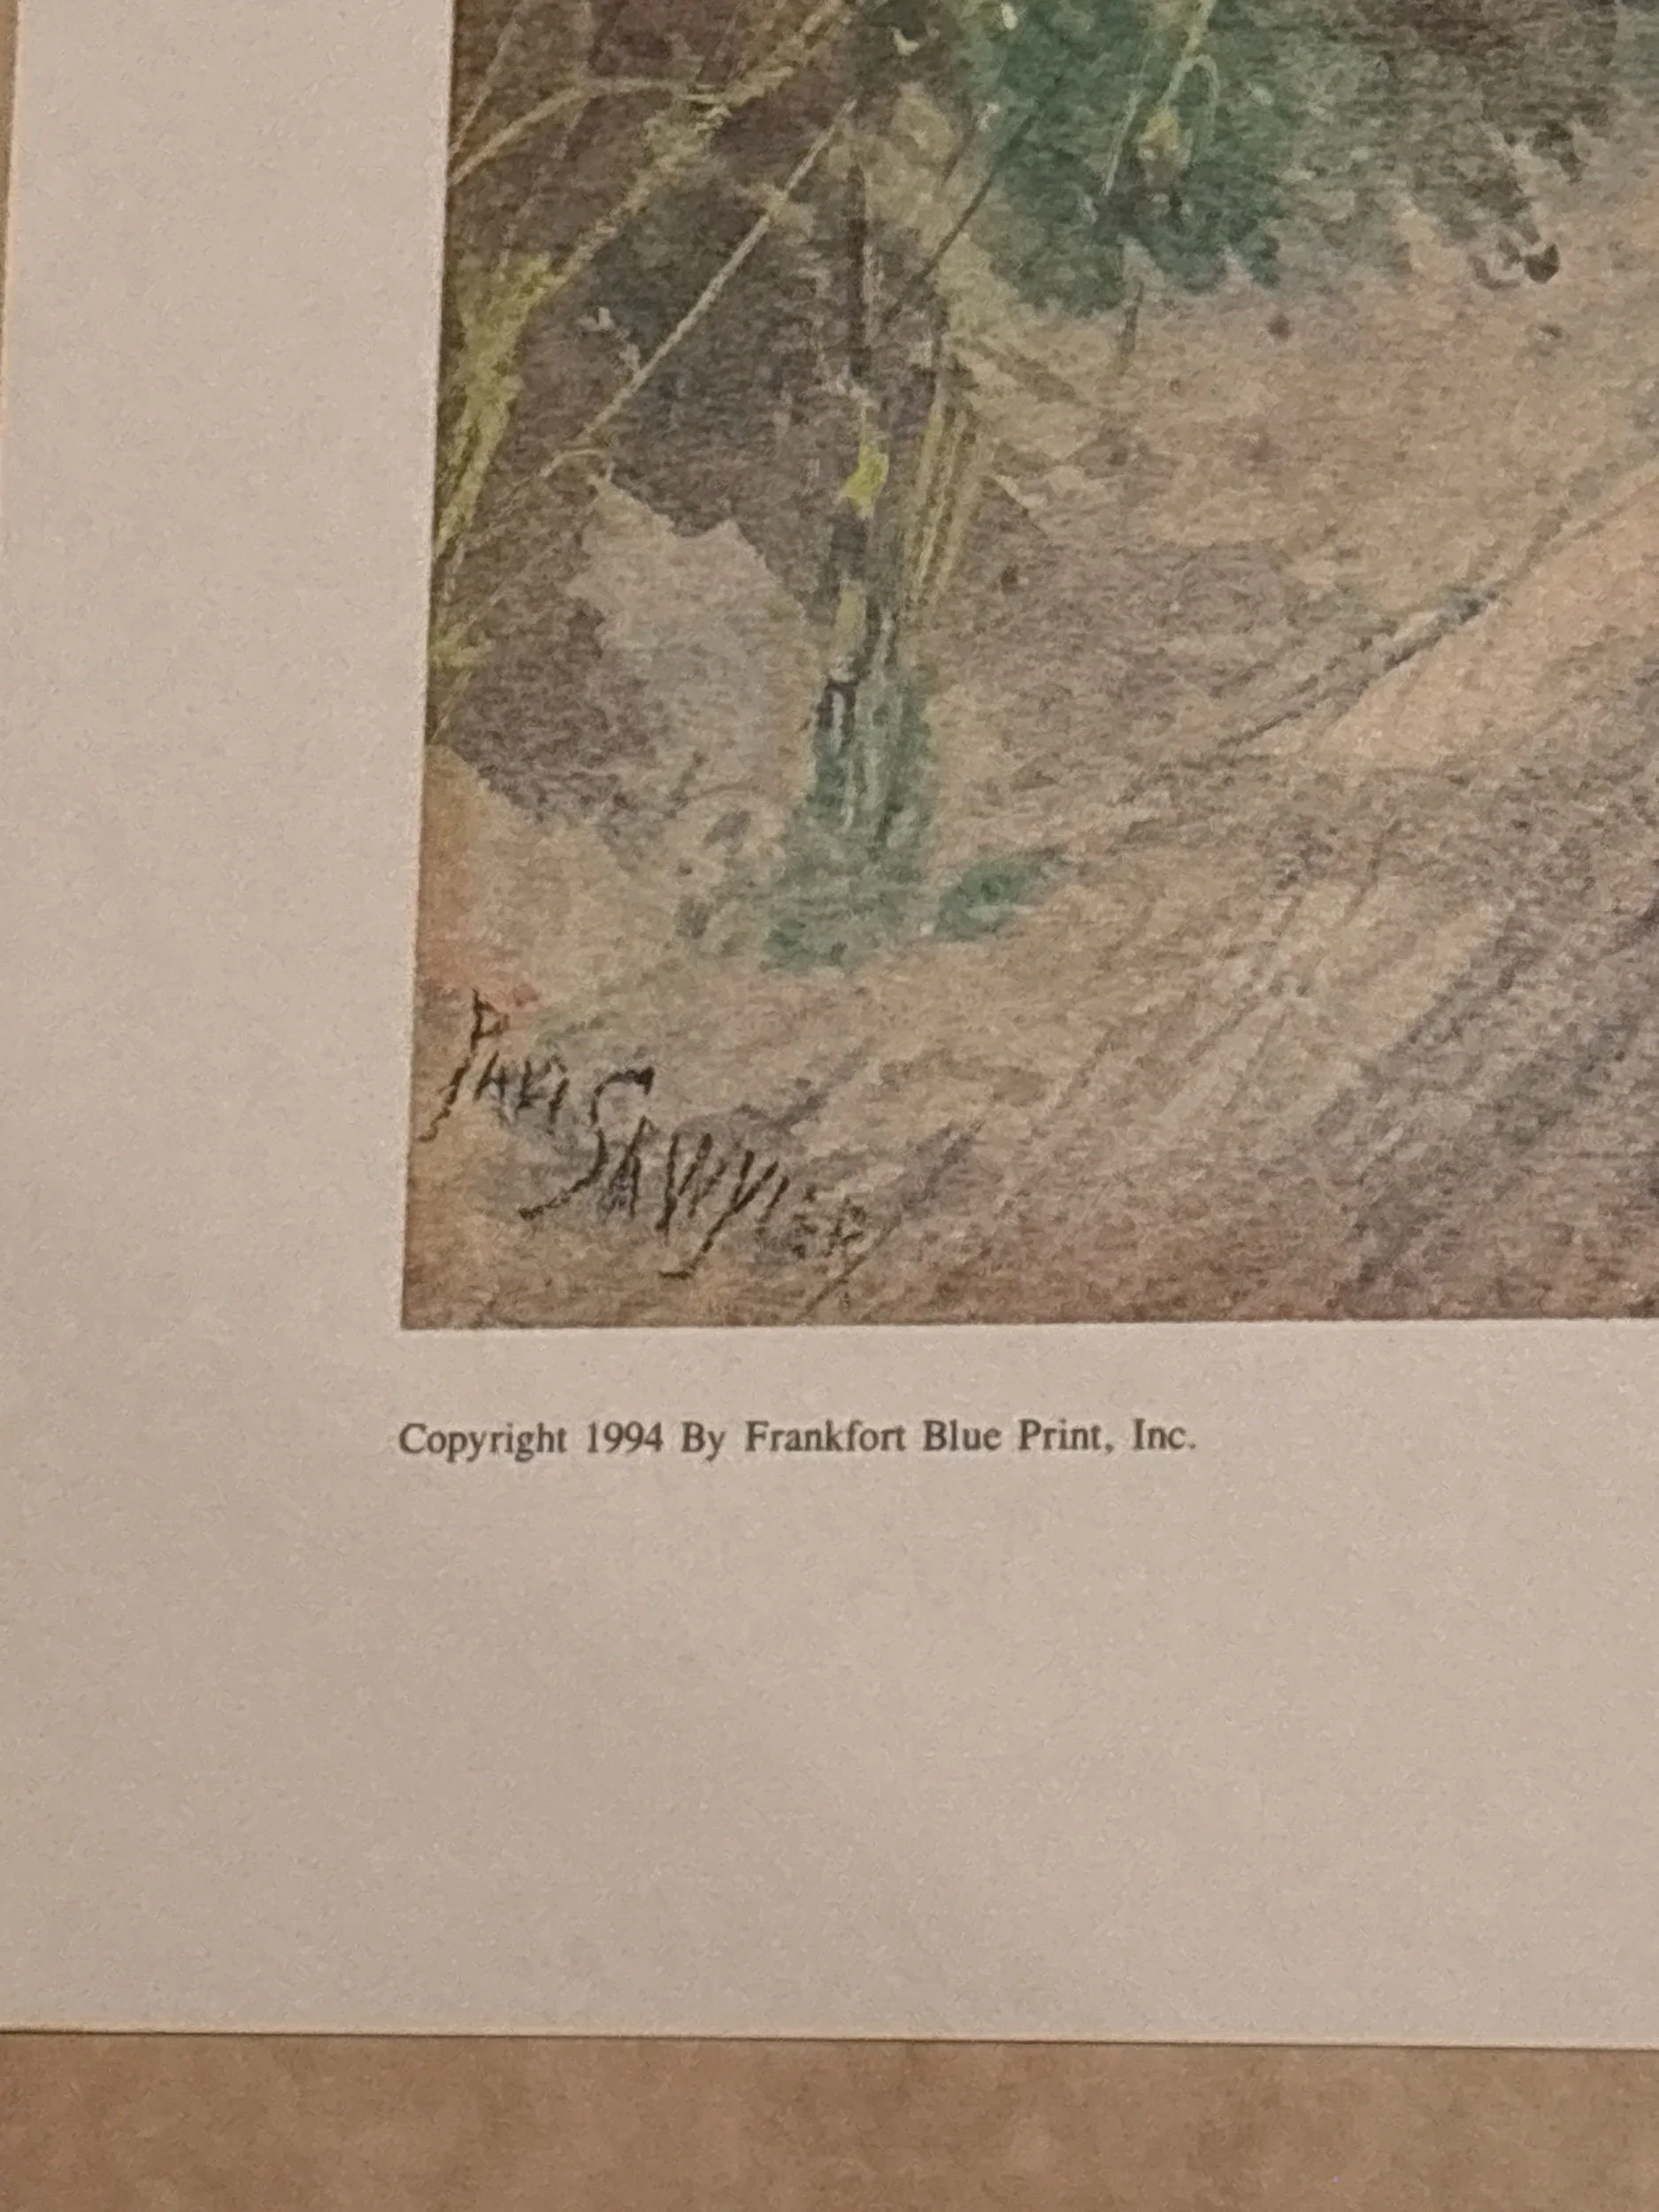 Paul
Sawyier
Copyright 1994 By Frankfort Blue Print, Inc.